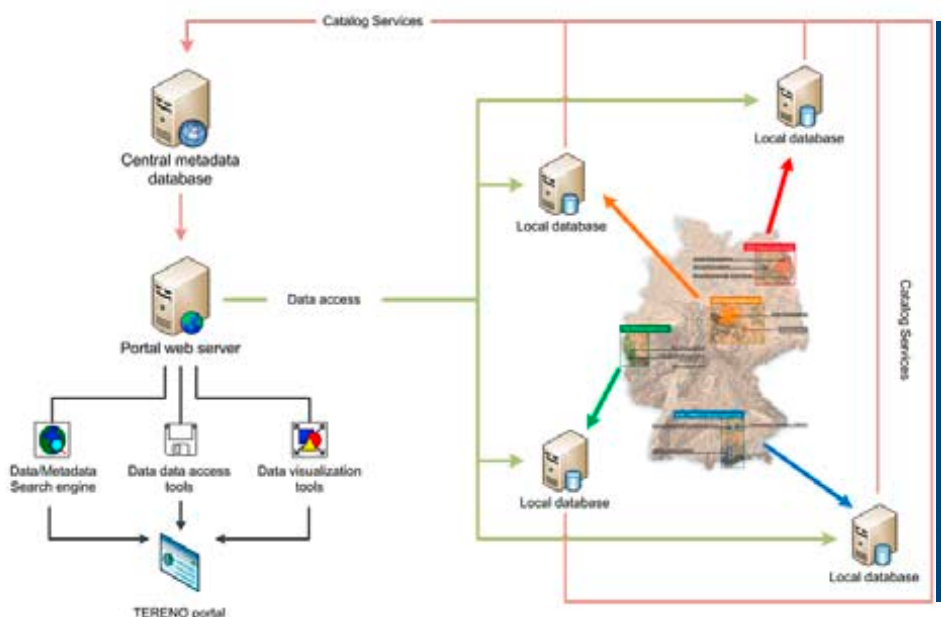 Catalog Services
Central metadata
database
Local database
Local database
Data access
Portal web server
Catalog Services
Data/Metadata
Search engine
Data data access
tools
Data visualization
tools
Local database
Local database
TERENO portal